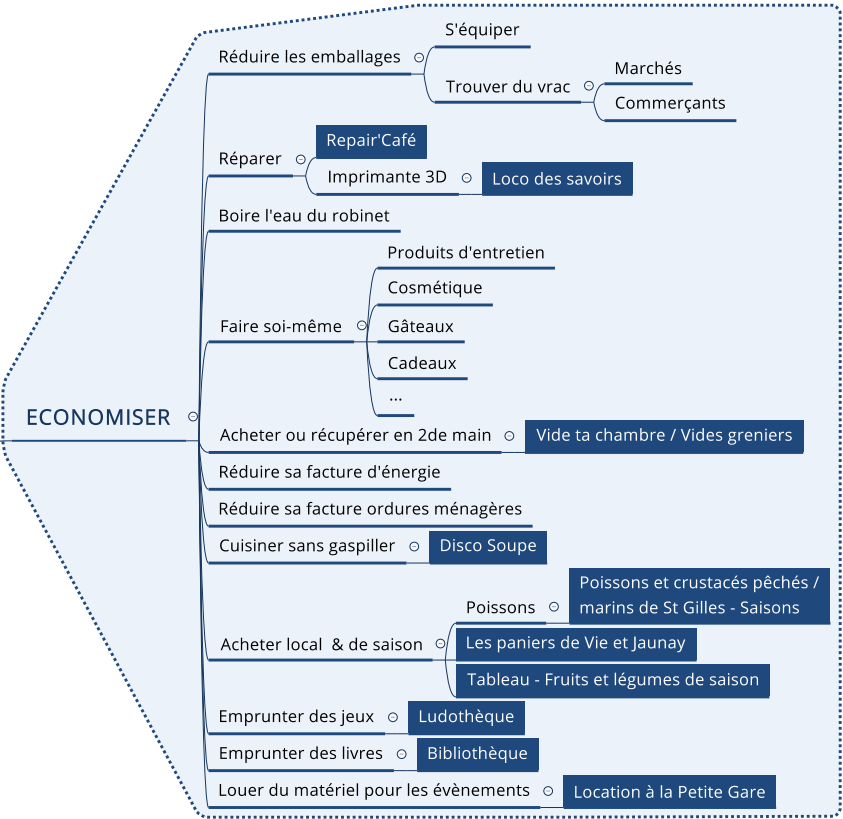 S'équiper
Réduire les emballages
Trouver du vrac
Marchés
Commerçants
Repair'Café
Réparer
Imprimante 3D
Loco des savoirs
Boire l'eau du robinet
Produits d'entretien
Cosmétique
Faire soi-même
Gâteaux
Cadeaux
...
ECONOMISER
Acheter ou récupérer en 2de main
Vide ta chambre / Vides greniers
Réduire sa facture d'énergie
Réduire sa facture ordures ménagères
Cuisiner sans gaspiller
Disco Soupe
Poissons
Poissons et crustacés pêchés /
marins de St Gilles - Saisons
Acheter local & de saison
Les paniers de Vie et Jaunay
Tableau - Fruits et légumes de saison
Emprunter des jeux
Ludothèque
Emprunter des livres
Bibliothèque
Louer du matériel pour les évènements
Location à la Petite Gare